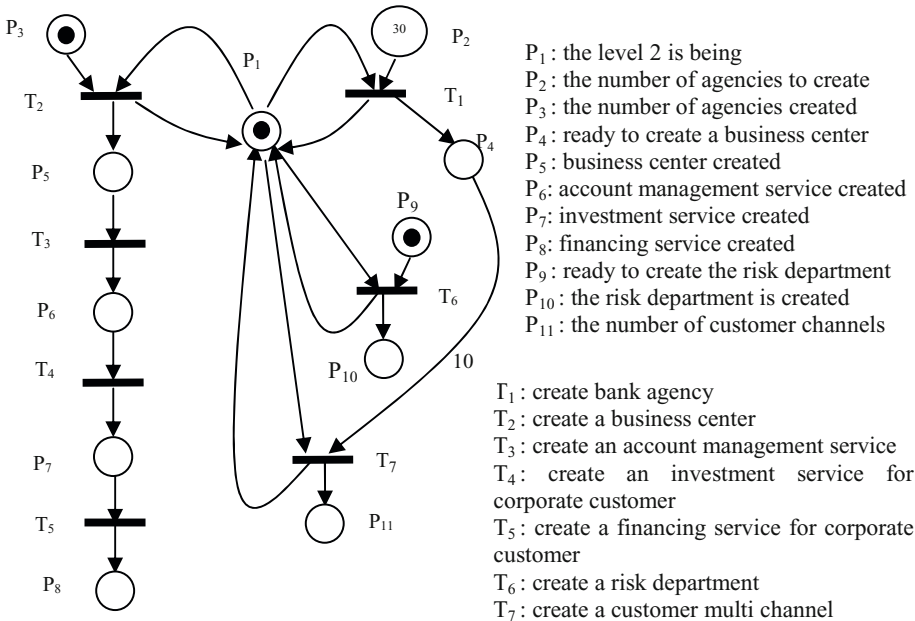 P3
30
P2
P1
T2
T1
P4
P5
P9
T3
T6
P6
P10
10
T4
P7
T7
T5
P11
P8
P1 : the level 2 is being
P2 : the number of agencies to create
P3 : the number of agencies created
P4 : ready to create a business center
P5 : business center created
P6 : account management service created
P7 : investment service created
P8 : financing service created
P9 : ready to create the risk department
P10 : the risk department is created
P11 : the number of customer channels
T1 : create bank agency
T2 : create a business center
T3 : create an account management service
T4 : create an investment service for
corporate customer
T5 : create a financing service for corporate
customer
T6 : create a risk department
T7 : create a customer multi channel